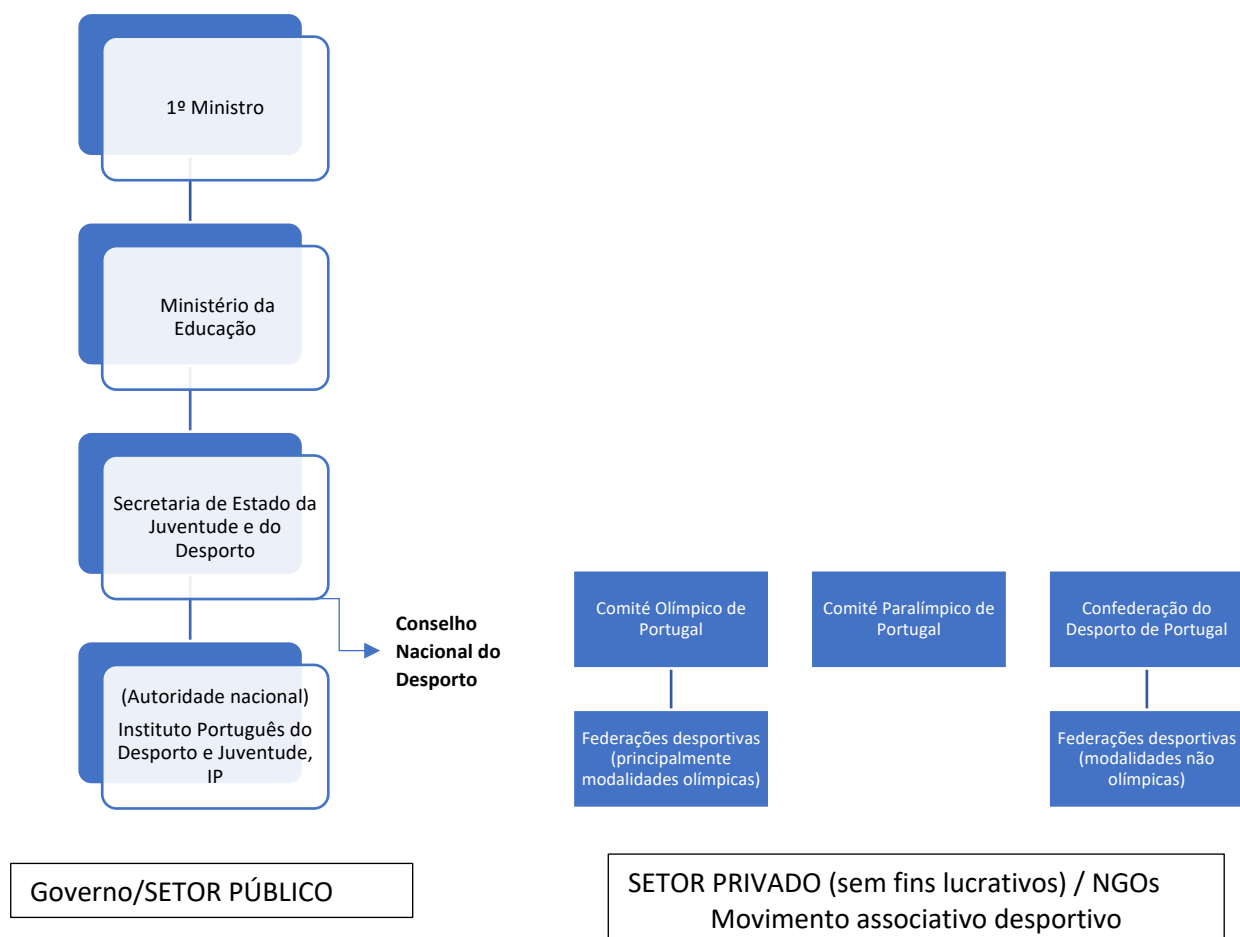 1º Ministro
Ministério da
Educação
Secretaria de Estado da
Juventude e do
Desporto
Conselho
Nacional do
Desporto
(Autoridade nacional)
Instituto Português do
Desporto e Juventude,
IP
Comité Olímpico de
Portugal
Comité Paralímpico de
Portugal
Confederação do
Desporto de Portugal
Federações desportivas
(principalmente
modalidades olímpicas)
Federações desportivas
(modalidades não
olímpicas)
Governo/SETOR PÚBLICO
SETOR PRIVADO (sem fins lucrativos) / NGOs
Movimento associativo desportivo